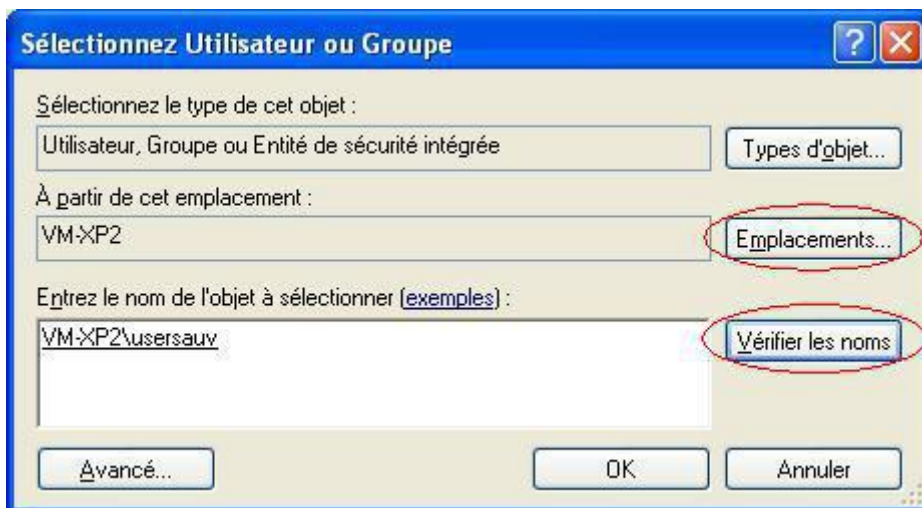 Sélectionnez Utilisateur ou Groupe
Sélectionnez le type de cet objet :
Utilisateur, Groupe ou Entité de sécurité intégrée
Types d'objet...
À partir de cet emplacement :
VM-XP2
Emplacements...
Entrez le nom de l'objet à sélectionner (exemples) :
VM-XP2\usersauv
Vérifier les noms
Avancé...
OK
Annuler